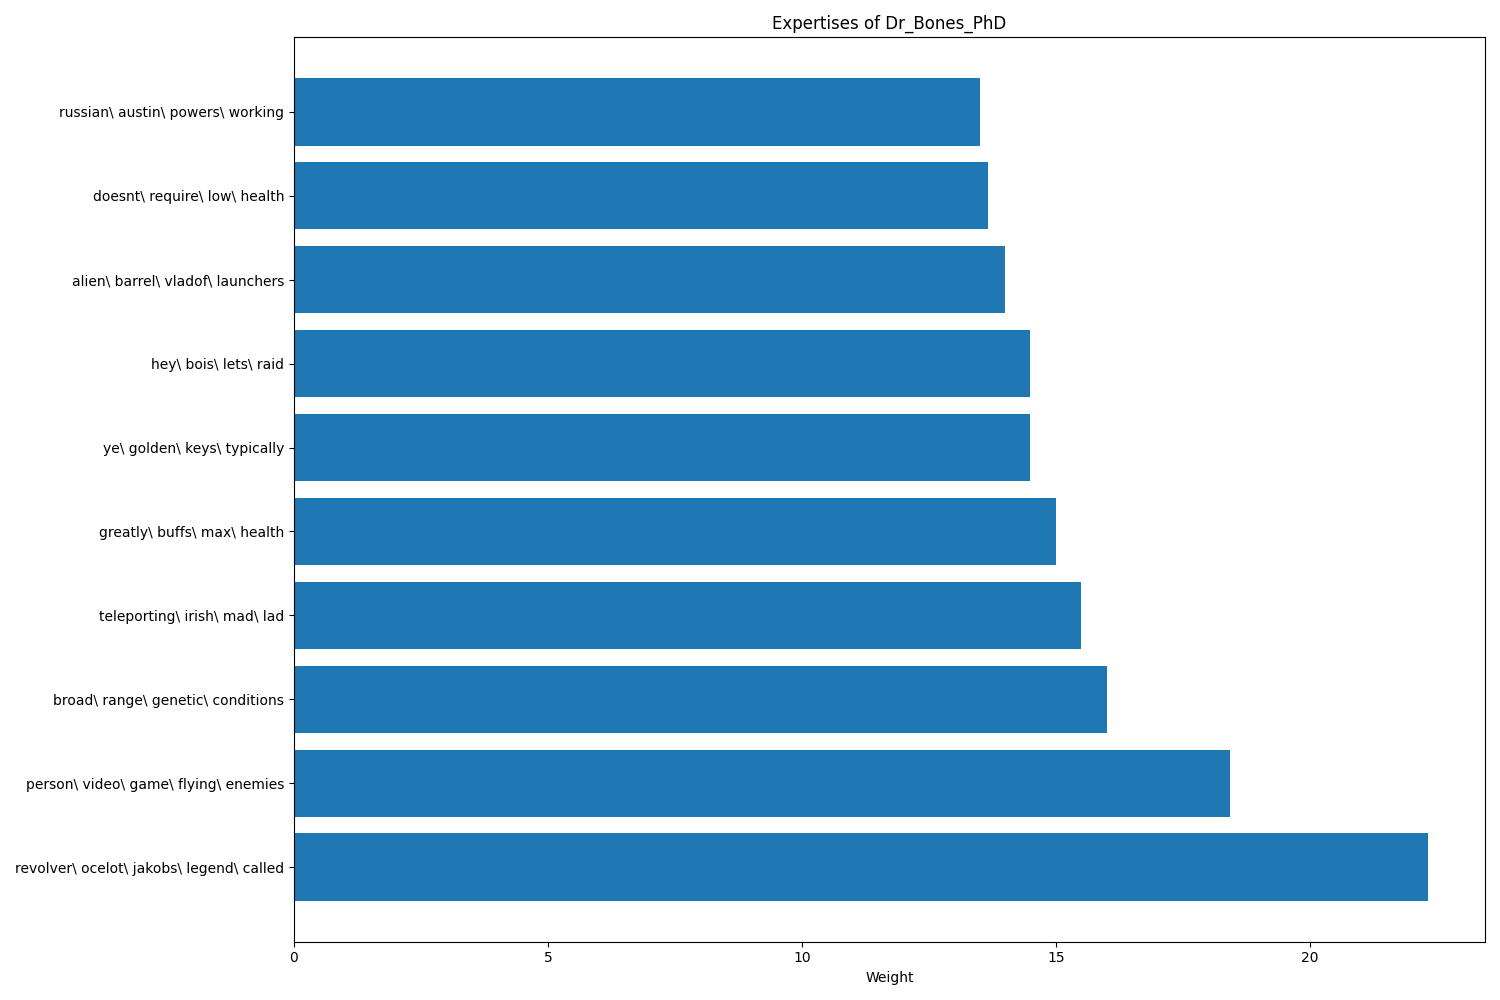 Expertises of Dr_Bones_PhD
russian\ austin\ powers\ working
doesnt\ require\ low\ health
alien\ barrel\ vladof\ launchers
hey\ bois\ lets\ raid
ye\ golden\ keys\ typically
greatly\ buffs\ max\ health
teleporting\ irish\ mad\ lad
broad\ range\ genetic\ conditions
person\ video\ game\ flying\ enemies
revolver\ ocelot\ jakobs\ legend\ called
0 5 10 15 20
Weight